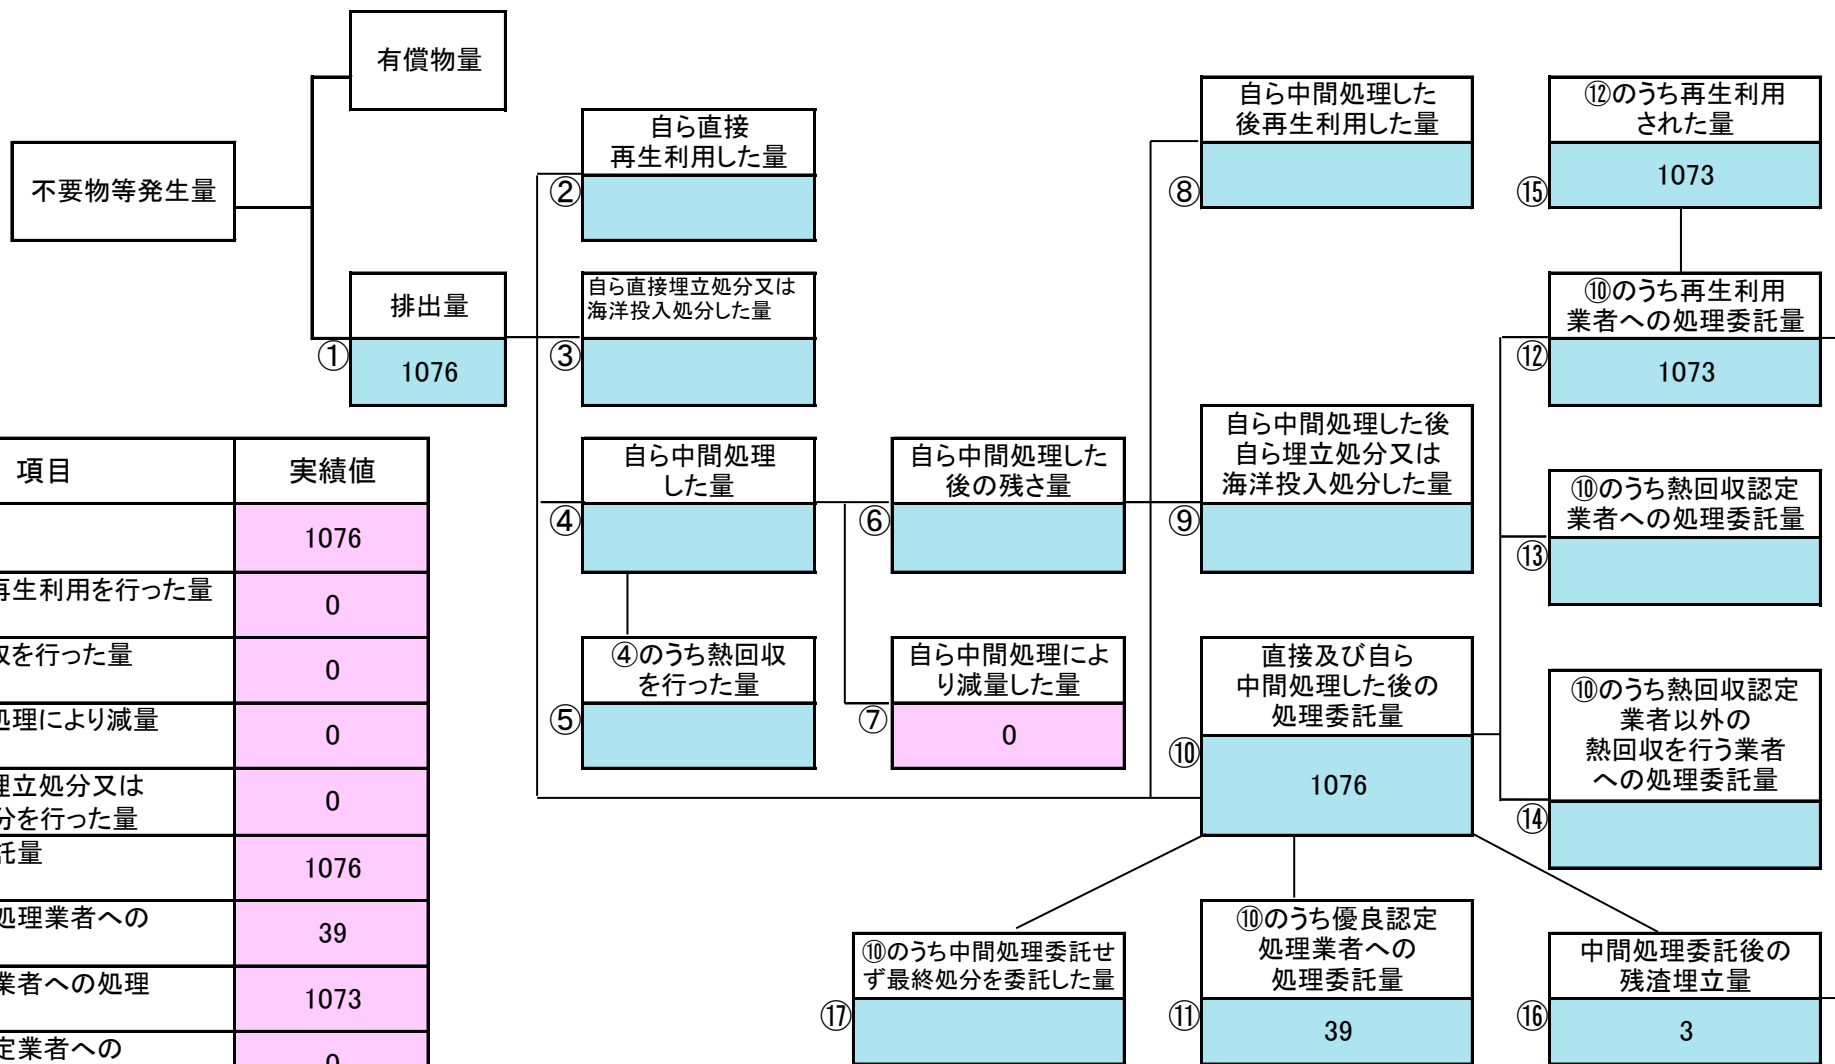 有償物量
不要物等発生量
排出量
①
1076
自ら直接
再生利用した量
②
自ら直接埋立処分又は
海洋投入処分した量
③
自ら中間処理
した量
④
④のうち熱回収
を行った量
⑤
自ら中間処理した
後の残さ量
⑥
自ら中間処理によ
り減量した量
⑦
0
自ら中間処理した
後再生利用した量
⑧
自ら中間処理した後
自ら埋立処分又は
海洋投入処分した量
⑨
直接及び自ら
中間処理した後の
処理委託量
⑩
1076
⑫のうち再生利用
された量
⑮
1073
⑩のうち再生利用
業者への処理委託量
⑫
1073
⑩のうち熱回収認定
業者への処理委託量
⑬
⑩のうち熱回収認定
業者以外の
熱回収を行う業者
への処理委託量
⑭
⑩のうち中間処理委託せ
ず最終処分を委託した量
⑰
⑩のうち優良認定
処理業者への
処理委託量
⑪
39
中間処理委託後の
残渣埋立量
⑯
3
項目 実績値
1076
再生利用を行った量 0
を行った量 0
処理により減量 0
埋立処分又は
分を行った量 0
託量 1076
処理業者への 39
業者への処理 1073
定業者への 0